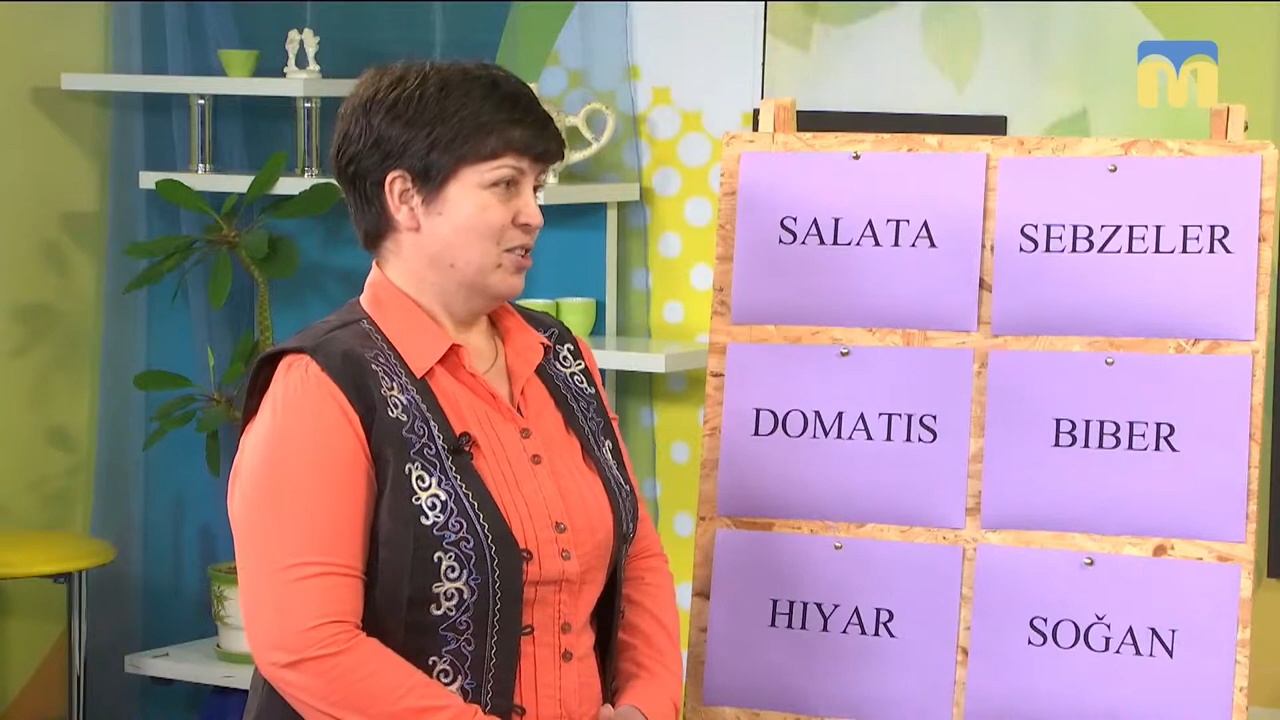 SALATA
SEBZELER
DOMATIS
BIBER
HIYAR
SOĞAN